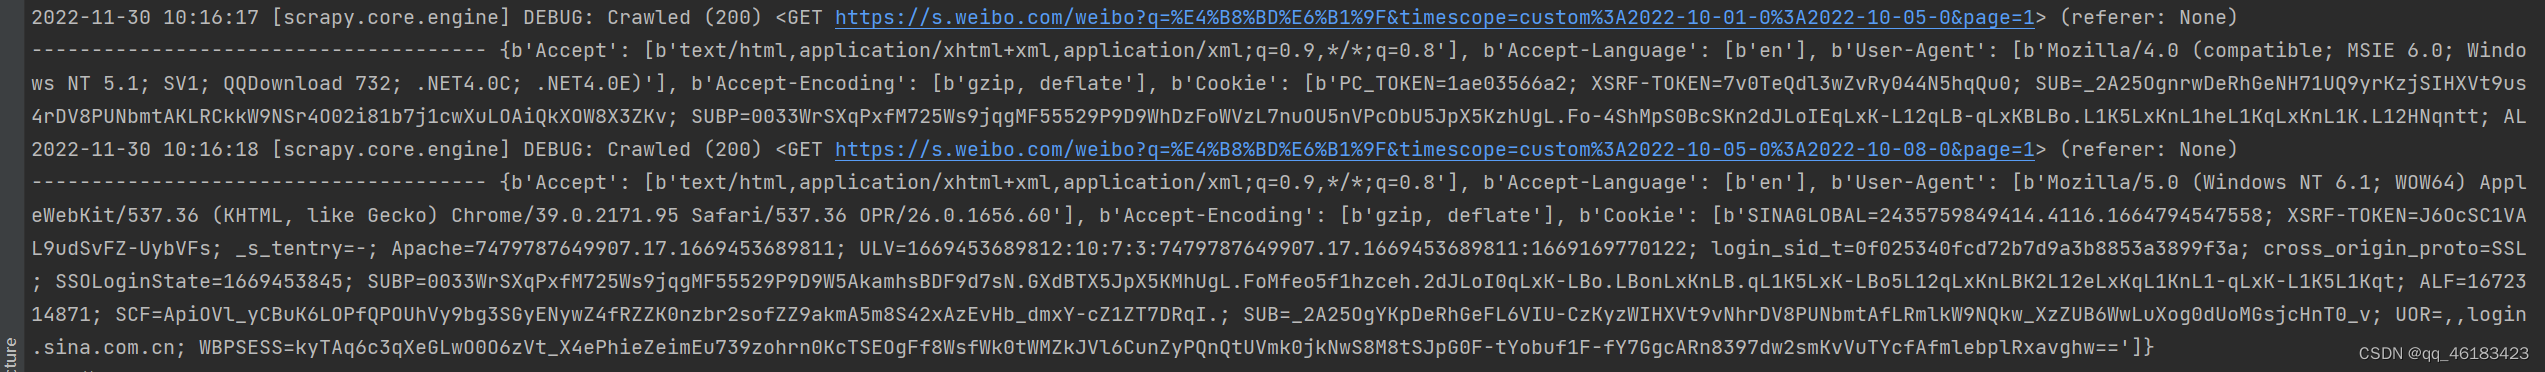 2022-11-30 10:16:17 [scrapy.core.engine] DEBUG: Crawled (200) <GET https://s.weibo.com/weibo?q=%E4%B8%BD%E6%B1%9F&timescope=custom%3A2022-10-01-0%3A2022-10-05-0&page=1> (referer: None)
-------------------------------------- {b'Accept': [b'text/html,application/xhtml+xml,application/xml;q=0.9,*/*;q=0.8'], b'Accept-Language': [b'en'], b'User-Agent': [b'Mozilla/4.0 (compatible; MSIE 6.0; Windo
ws NT 5.1; SV1; QQDownload 732; .NET4.0C; .NET4.0E)'], b'Accept-Encoding': [b'gzip, deflate'], b'Cookie': [b'PC_TOKEN=1ae03566a2; XSRF-TOKEN=7v0TeQdl3wZvRy044N5hqQu0; SUB=_2A25OgnrwDeRhGeNH71UQ9yrKzjSIHXVt9us
4rDV8PUNbmtAKLRCkkW9NSr4O02i81b7j1cwXuLOAiQkXOW8X3ZKv; SUBP=0033WrSXqPxfM725Ws9jqgMF55529P9D9WhDzFoWVzL7nuOU5nVPcObU5JpX5KzhUgL.Fo-4ShMpS0BcSKn2dJLoIEqLxK-L12qLB-qLxKBLBo.L1K5LxKnL1heL1KqLxKnL1K.L12HNqntt; AL
2022-11-30 10:16:18 [scrapy.core.engine] DEBUG: Crawled (200) <GET https://s.weibo.com/weibo?q=%E4%B8%BD%E6%B1%9F&timescope=custom%3A2022-10-05-0%3A2022-10-08-0&page=1> (referer: None)
-------------------------------------- {b'Accept': [b'text/html,application/xhtml+xml,application/xml;q=0.9,*/*;q=0.8'], b'Accept-Language': [b'en'], b'User-Agent': [b'Mozilla/5.0 (Windows NT 6.1; WOW64) Appl
eWebKit/537.36 (KHTML, like Gecko) Chrome/39.0.2171.95 Safari/537.36 OPR/26.0.1656.60'], b'Accept-Encoding': [b'gzip, deflate'], b'Cookie': [b'SINAGLOBAL=2435759849414.4116.1664794547558; XSRF-TOKEN=J6OcSC1VA
L9udSvFZ-UybVFs; _s_tentry=-; Apache=7479787649907.17.1669453689811; ULV=1669453689812:10:7:3:7479787649907.17.1669453689811:1669169770122; login_sid_t=0f025340fcd72b7d9a3b8853a3899f3a; cross_origin_proto=SSL
; SSOLoginState=1669453845; SUBP=0033WrSXqPxfM725Ws9jqgMF55529P9D9W5AkamhsBDF9d7sN.GXdBTX5JpX5KMhUgL.FoMfeo5f1hzceh.2dJLoI0qLxK-LBo.LBonLxKnLB.qL1K5LxK-LBo5L12qLxKnLBK2L12eLxKqL1KnL1-qLxK-L1K5L1Kqt; ALF=16723
14871; SCF=ApiOVl_yCBuK6LOPfQPOUhVy9bg3SGyENywZ4fRZZK0nzbr2sofZZ9akmA5m8S42xAzEvHb_dmxY-cZ1ZT7DRqI.; SUB=_2A25OgYKpDeRhGeFL6VIU-CzKyzWIHXVt9vNhrDV8PUNbmtAfLRmlkW9NQkw_XzZUB6WwLuXog0dUoMGsjcHnT0_v; UOR=,,login
.sina.com.cn; WBPSESS=kyTAq6c3qXeGLwO0O6zVt_X4ePhieZeimEu739zohrn0KcTSEOgFf8WsfWk0tWMZkJVl6CunZyPQnQtUVmk0jkNwS8M8tSJpG0F-tYobuf1F-fY7GgcARn8397dw2smKvVuTYcfAfmlebplRxavghw==']}
cture
CSDN @qq_46183423